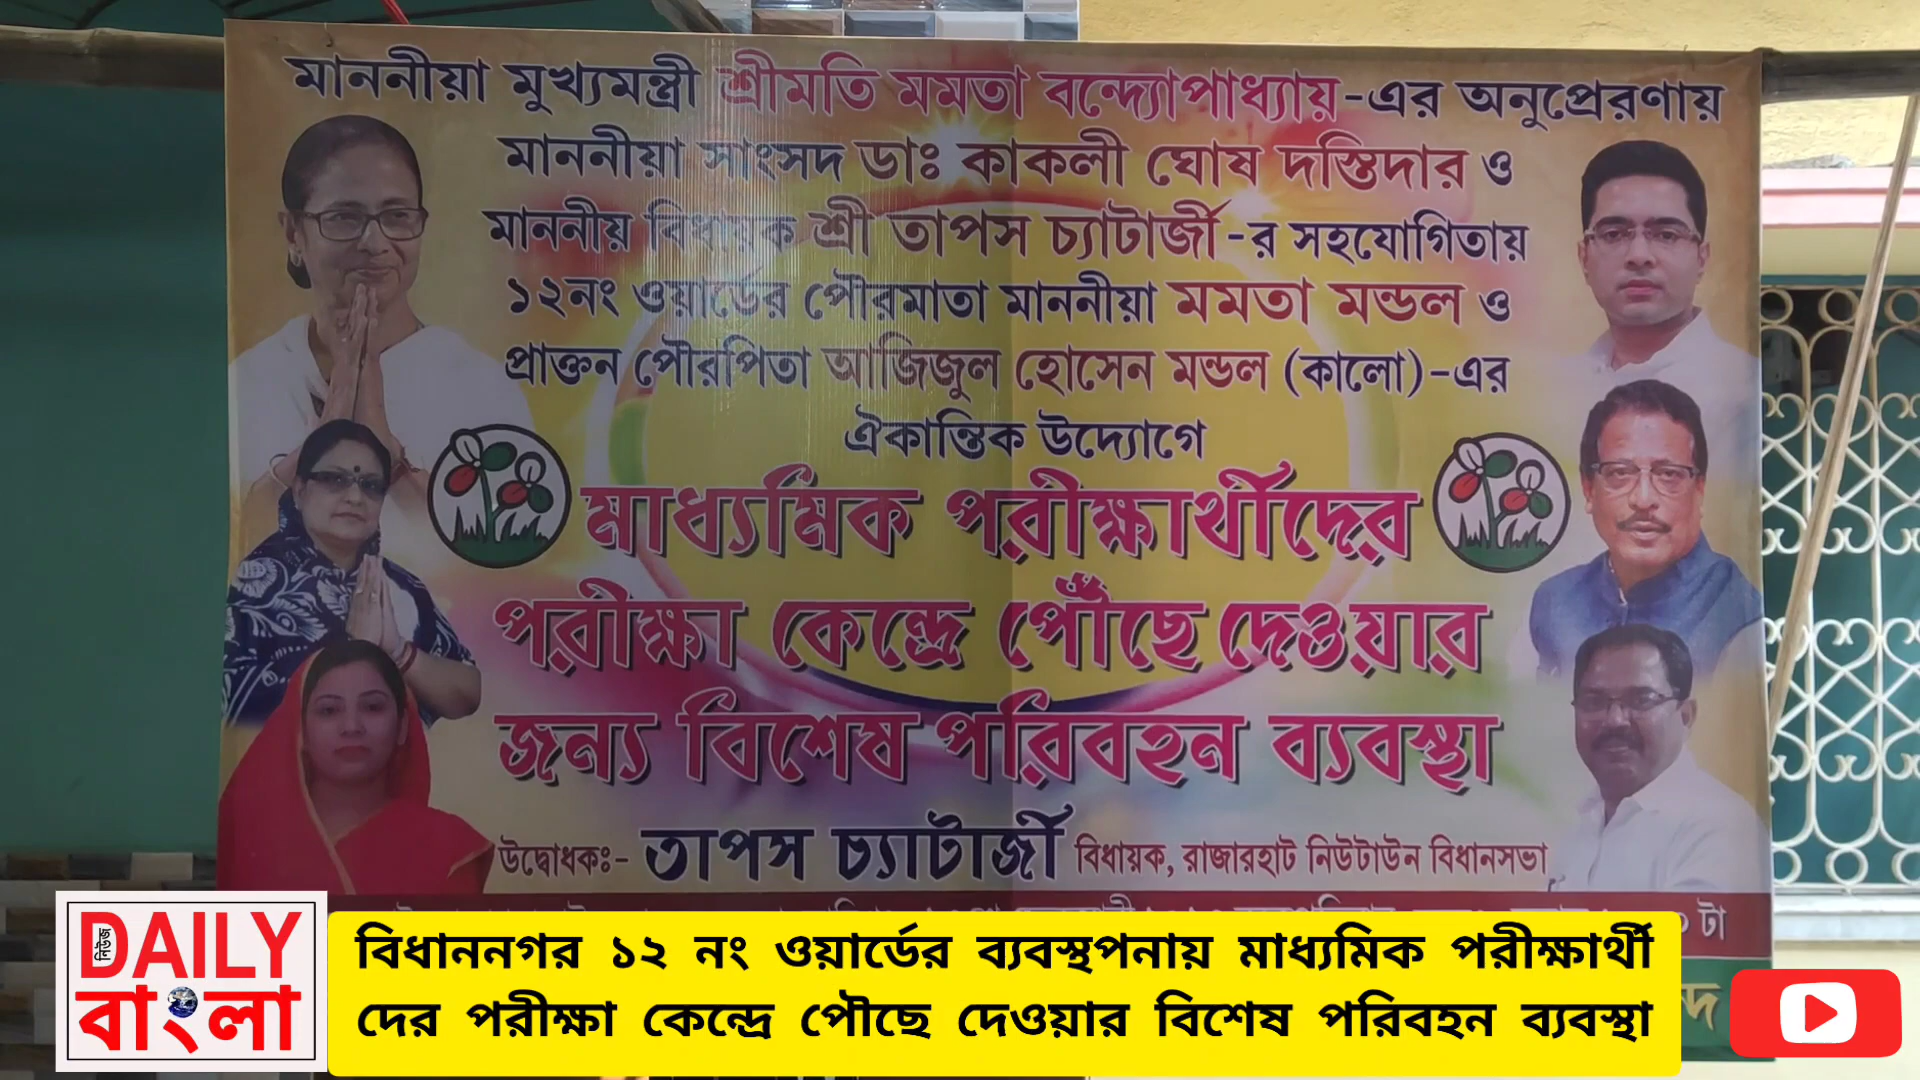 মাননীয়া মুখ্যমন্ত্রী শ্রীমতি মমতা বন্দ্যোপাধ্যায়-এর অনুপ্রেরণায়
মাননীয়া সাংসদ ডাঃ কাকলী ঘোষ দস্তিদার ও
মাননীয় বিধায়ক শ্রী তাপস চ্যাটার্জী-র সহযোগিতায়
১২নং ওয়ার্ডের পৌরমাতা মাননীয়া মমতা মন্ডল ও
প্রাক্তন পৌরপিতা আজিজুল হোসেন মন্ডল (কালো)-এর
ঐকান্তিক উদ্যোগে
মাধ্যমিক পরীক্ষার্থীদের
পরীক্ষা কেন্দ্রে পৌঁছে দেওয়ার
জন্য বিশেষ পরিবহন ব্যবস্থা
উদ্বোধকঃ- তাপস চ্যাটার্জী বিধায়ক, রাজারহাট নিউটাউন বিধানসভা
টা
DAILY
নিউজ
বাংলা
বিধাননগর ১২ নং ওয়ার্ডের ব্যবস্থপনায় মাধ্যমিক পরীক্ষার্থী
দের পরীক্ষা কেন্দ্রে পৌছে দেওয়ার বিশেষ পরিবহন ব্যবস্থা